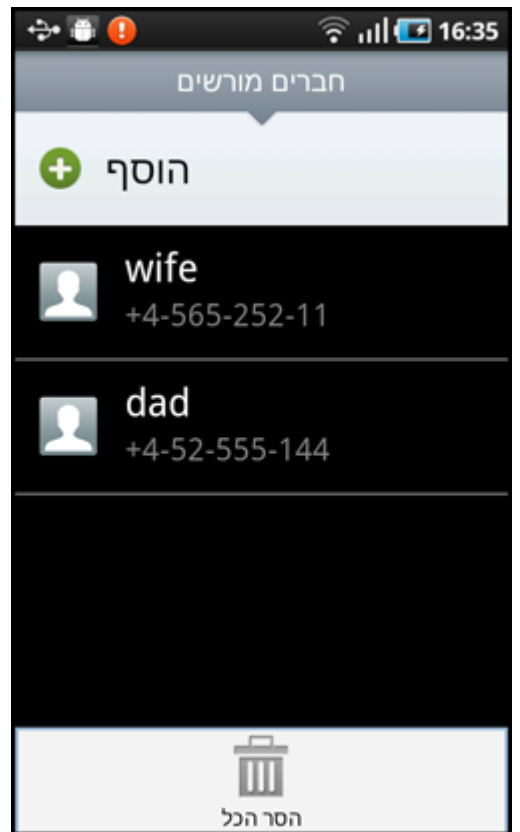 16:35
חברים מורשים
הוסף
wife
+4-565-252-11
dad
+4-52-555-144
הסר הכל